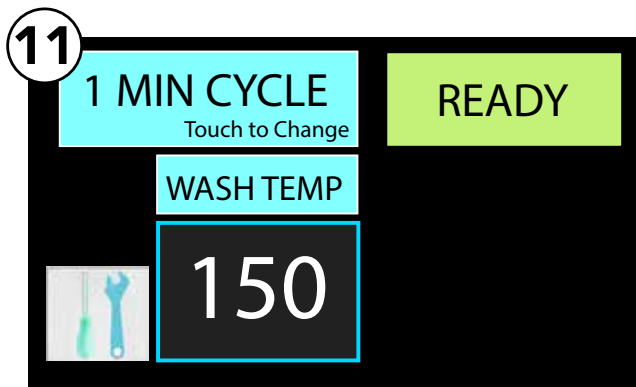 11
1 MIN CYCLE
Touch to Change
READY
WASH TEMP
150